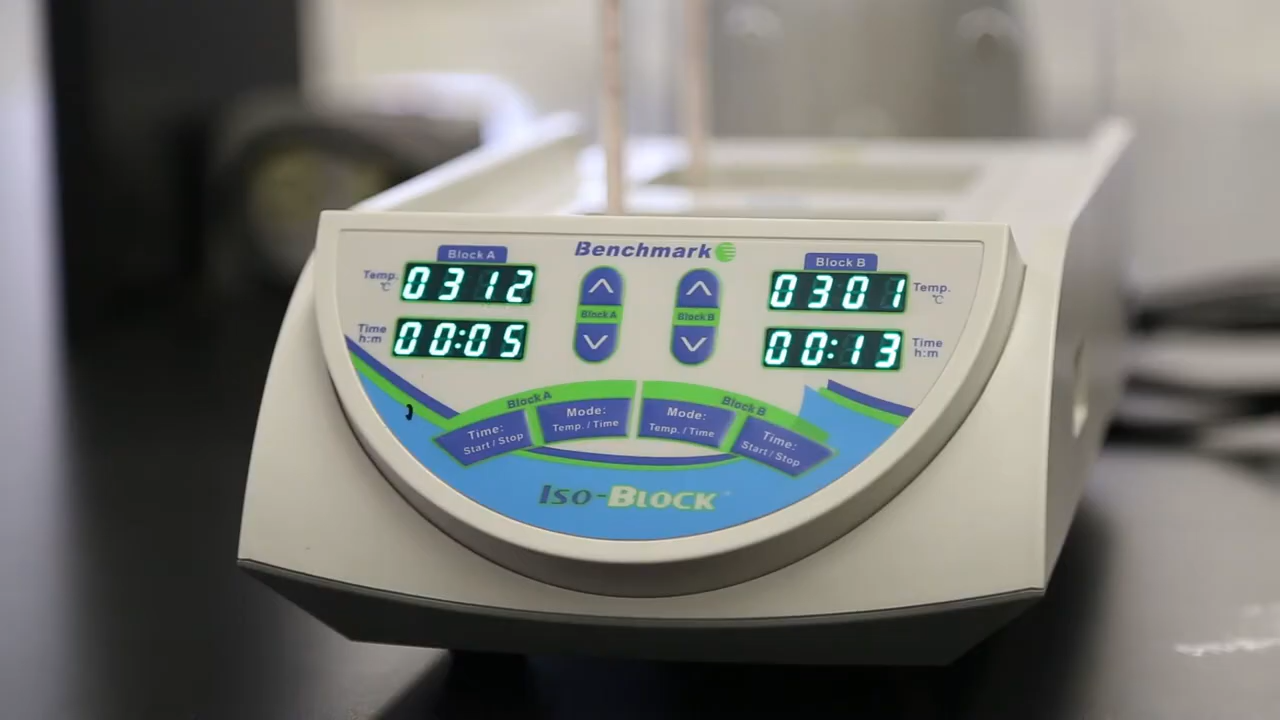 Benchmark
Block A
Temp.
℃
0312
Time
h:m
00:05
Block A
Block B
Block B
0301
Temp.
℃
00:13
Time
h:m
Block A
Time:
Start / Stop
Mode:
Temp. / Time
Block B
Mode:
Temp. / Time
Time:
Start / Stop
Iso-Block